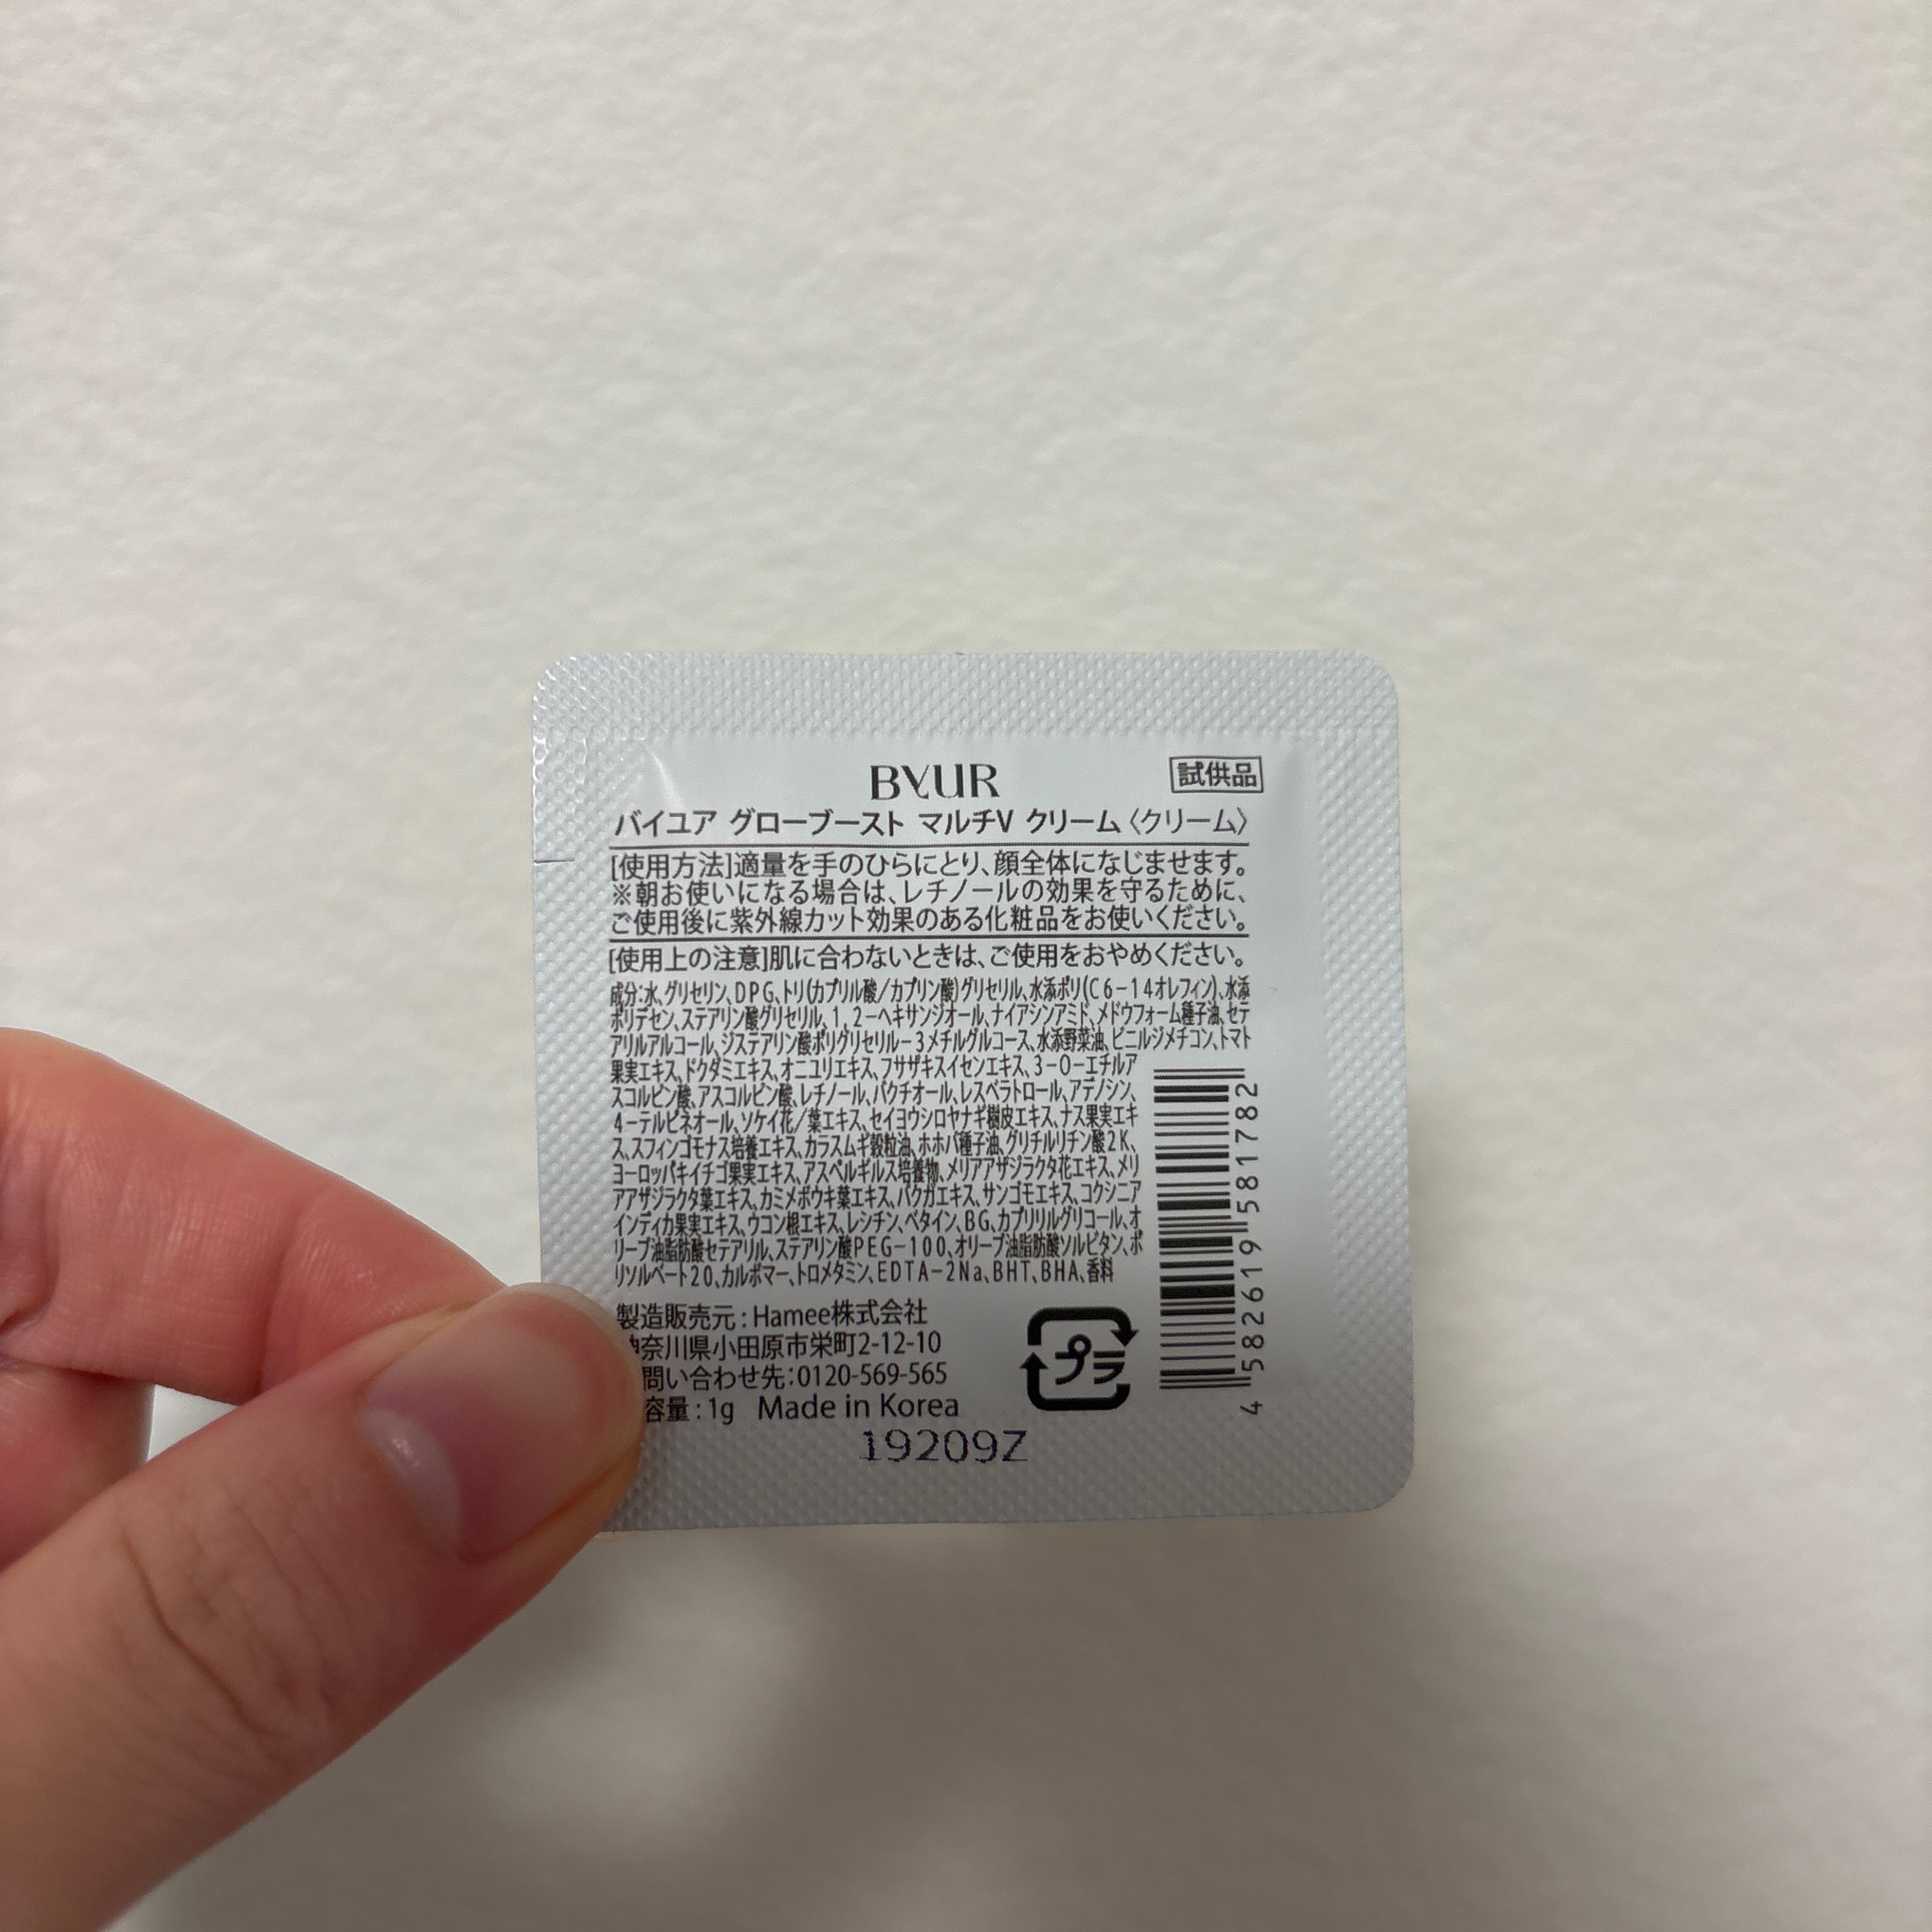 BYUR
試供品
バイユア グローブースト マルチV クリーム〈クリーム〉
[使用方法]適量を手のひらにとり、顔全体になじませます。
※朝お使いになる場合は、レチノールの効果を守るために、
ご使用後に紫外線カット効果のある化粧品をお使いください。
[使用上の注意]肌に合わないときは、ご使用をおやめください。
成分:水、グリセリン、DPG、トリ(カプリル酸/カプリン酸)グリセリル、水添ポリ(C6-14オレフィン)、水添
ポリデセン、ステアリン酸グリセリル、1,2-ヘキサンジオール、ナイアシンアミド、メドウフォーム種子油、セテ
アリルアルコール、ジステアリン酸ポリグリセリル-3メチルグルコース、水添野菜油、ビニルジメチコン、トマト
果実エキス、ドクダミエキス、オニユリエキス、フサザキスイセンエキス、3-O-エチルア
スコルビン酸、アスコルビン酸、レチノール、バクチオール、レスベラトロール、アデノシン、
4-テルピネオール、ソケイ花/葉エキス、セイヨウシロヤナギ樹皮エキス、ナス果実エキ
ス、スフィンゴモナス培養エキス、カラスムギ穀粒油、ホホバ種子油、グリチルリチン酸2K、
ヨーロッパキイチゴ果実エキス、アスペルギルス培養物、メリアアザジラクタ花エキス、メリ
アアザジラクタ葉エキス、カミメボウキ葉エキス、バクガエキス、サンゴモエキス、コクシニア
インディカ果実エキス、ウコン根エキス、レシチン、ベタイン、BG、カプリリルグリコール、オ
リーブ油脂肪酸セテアリル、ステアリン酸PEG-100、オリーブ油脂肪酸ソルビタン、ポ
リソルベート20、カルボマー、トロメタミン、EDTA-2Na、BHT、BHA、香料
製造販売元:Hamee株式会社
奈川県小田原市栄町2-12-10
問い合わせ先:0120-569-565
容量:1g Made in Korea
プラ
4 582619 581782
19209Z